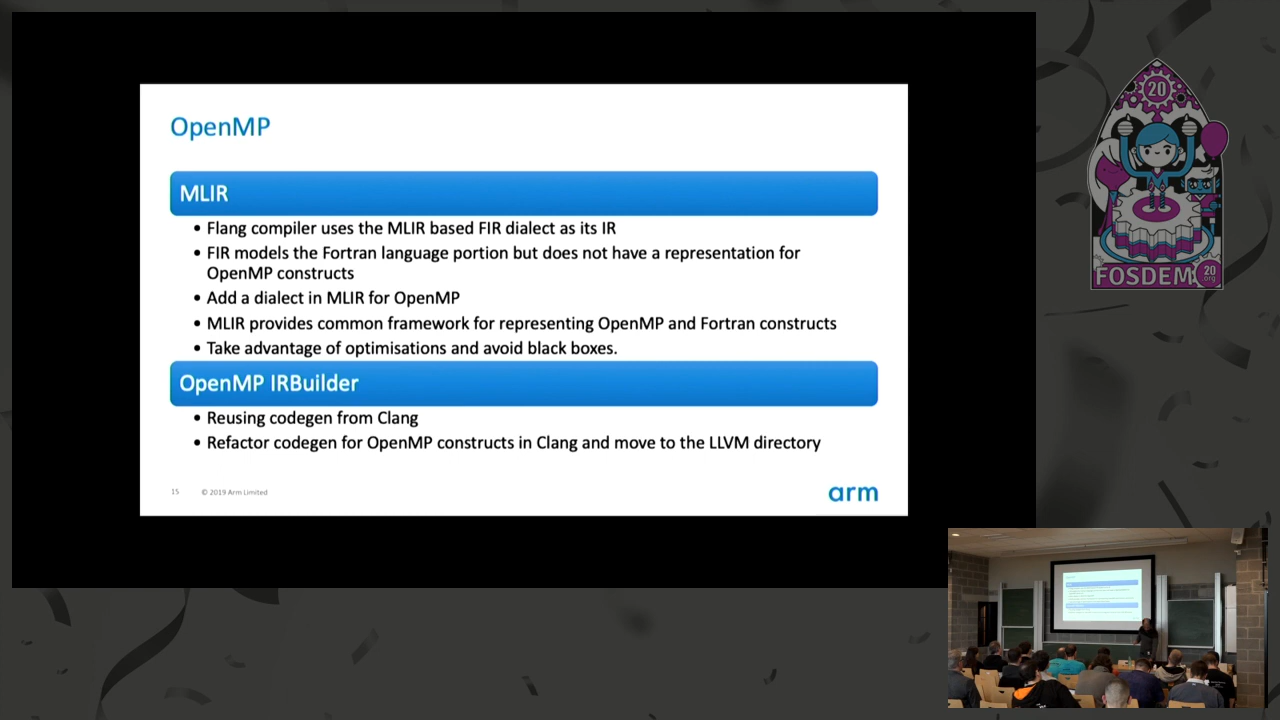 OpenMP
MLIR
• Flang compiler uses the MLIR based FIR dialect as its IR
• FIR models the Fortran language portion but does not have a representation for
OpenMP constructs
• Add a dialect in MLIR for OpenMP
• MLIR provides common framework for representing OpenMP and Fortran constructs
• Take advantage of optimisations and avoid black boxes.
OpenMP IRBuilder
• Reusing codegen from Clang
• Refactor codegen for OpenMP constructs in Clang and move to the LLVM directory
15 © 2019 Arm Limited
arm
20
FOSDEM 20
.org